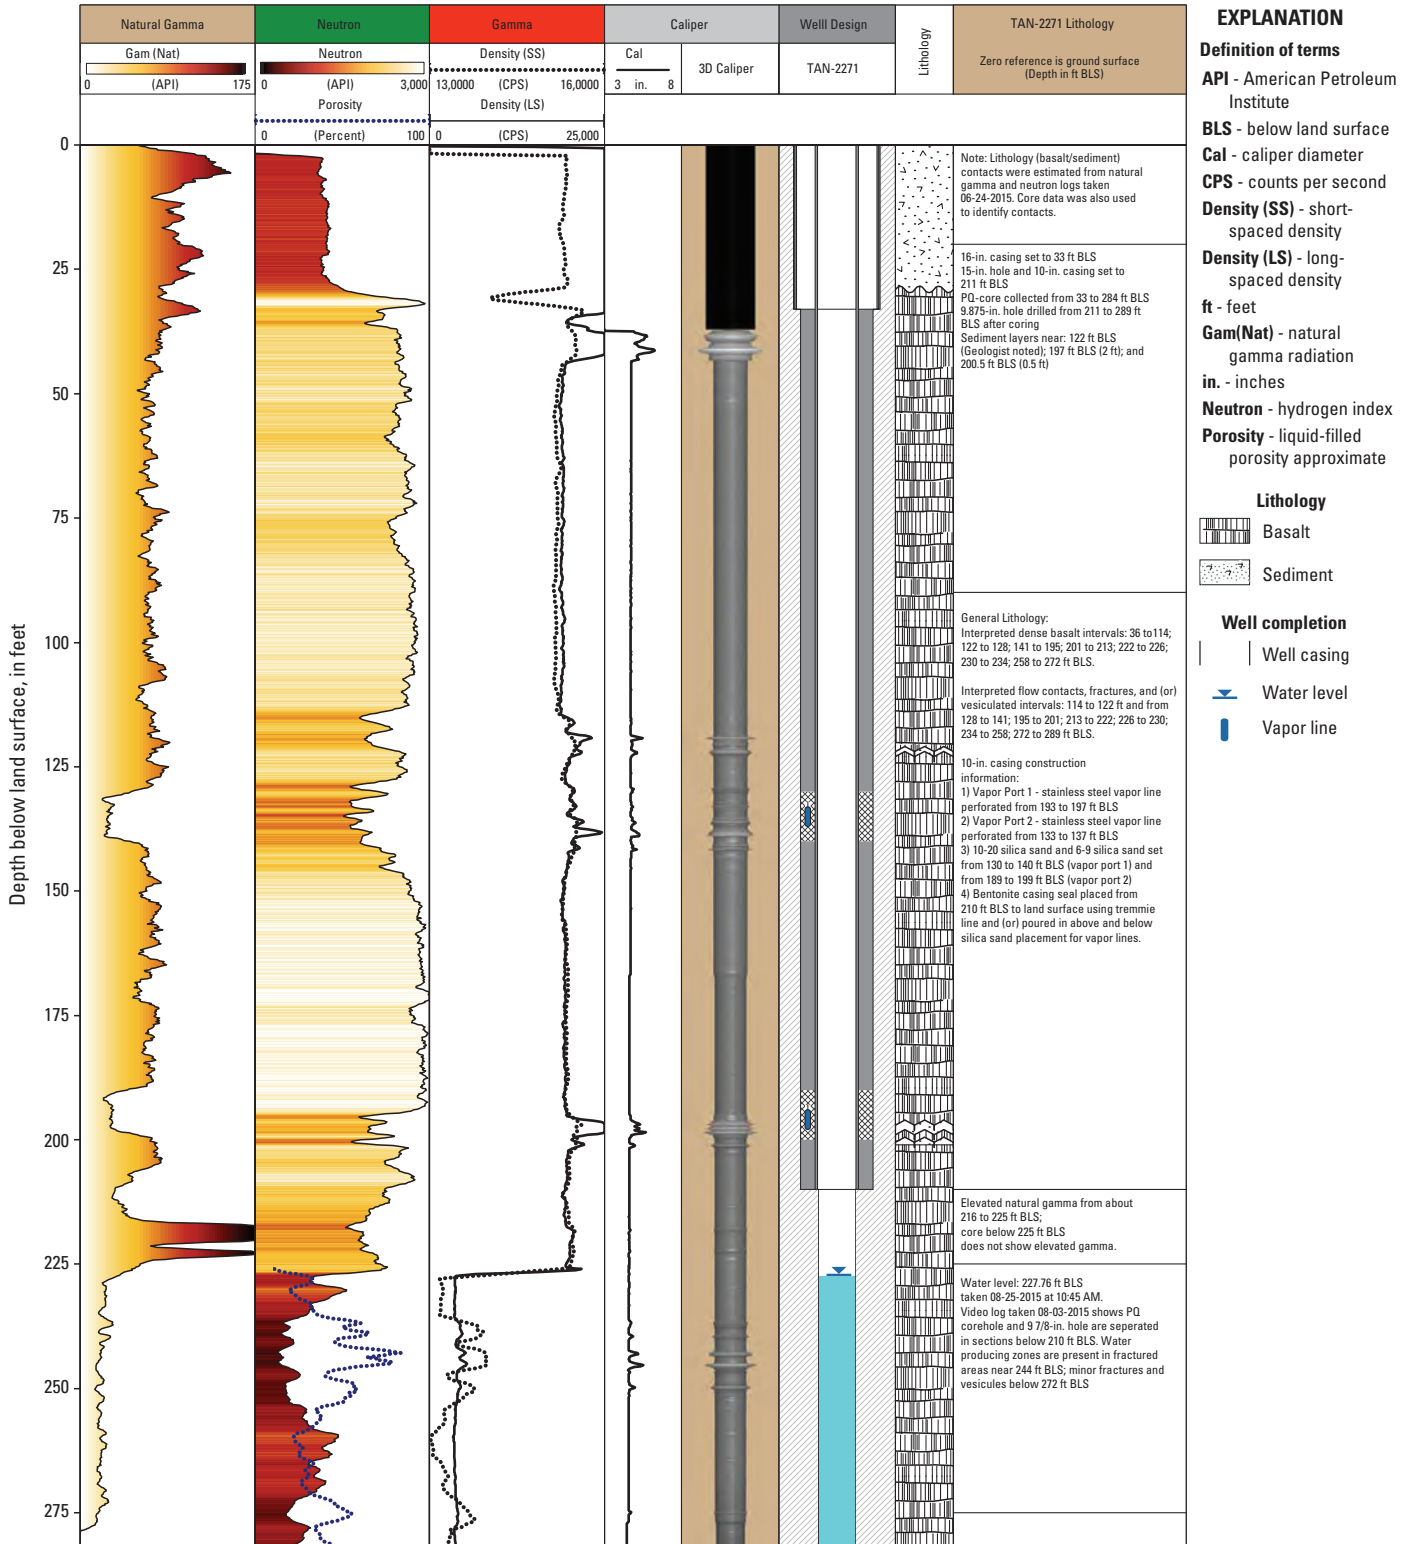 Natural Gamma
Neutron
Gamma
Caliper
Welll Design
Lithology
TAN-2271 Lithology
Zero reference is ground surface
(Depth in ft BLS)
Gam (Nat)
0 (API) 175
Neutron
0 (API) 3,000
Porosity
0 (Percent) 100
Density (SS)
13,0000 (CPS) 16,0000
Density (LS)
0 (CPS) 25,000
Cal
3 in. 8
3D Caliper
TAN-2271
Depth below land surface, in feet
0
25
50
75
100
125
150
175
200
225
250
275
Note: Lithology (basalt/sediment)
contacts were estimated from natural
gamma and neutron logs taken
06-24-2015. Core data was also used
to identify contacts.
16-in. casing set to 33 ft BLS
15-in. hole and 10-in. casing set to
211 ft BLS
PQ-core collected from 33 to 284 ft BLS
9.875-in. hole drilled from 211 to 289 ft
BLS after coring
Sediment layers near: 122 ft BLS
(Geologist noted); 197 ft BLS (2 ft); and
200.5 ft BLS (0.5 ft)
General Lithology:
Interpreted dense basalt intervals: 36 to114;
122 to 128; 141 to 195; 201 to 213; 222 to 226;
230 to 234; 258 to 272 ft BLS.
Interpreted flow contacts, fractures, and (or)
vesiculated intervals: 114 to 122 ft and from
128 to 141; 195 to 201; 213 to 222; 226 to 230;
234 to 258; 272 to 289 ft BLS.
10-in. casing construction
information:
1) Vapor Port 1 - stainless steel vapor line
perforated from 193 to 197 ft BLS
2) Vapor Port 2 - stainless steel vapor line
perforated from 133 to 137 ft BLS
3) 10-20 silica sand and 6-9 silica sand set
from 130 to 140 ft BLS (vapor port 1) and
from 189 to 199 ft BLS (vapor port 2)
4) Bentonite casing seal placed from
210 ft BLS to land surface using tremmie
line and (or) poured in above and below
silica sand placement for vapor lines.
Elevated natural gamma from about
216 to 225 ft BLS;
core below 225 ft BLS
does not show elevated gamma.
Water level: 227.76 ft BLS
taken 08-25-2015 at 10:45 AM.
Video log taken 08-03-2015 shows PQ
corehole and 9 7/8-in. hole are seperated
in sections below 210 ft BLS. Water
producing zones are present in fractured
areas near 244 ft BLS; minor fractures and
vesicules below 272 ft BLS
EXPLANATION
Definition of terms
API - American Petroleum
Institute
BLS - below land surface
Cal - caliper diameter
CPS - counts per second
Density (SS) - short-
spaced density
Density (LS) - long-
spaced density
ft - feet
Gam(Nat) - natural
gamma radiation
in. - inches
Neutron - hydrogen index
Porosity - liquid-filled
porosity approximate
Lithology
Basalt
Sediment
Well completion
Well casing
Water level
Vapor line